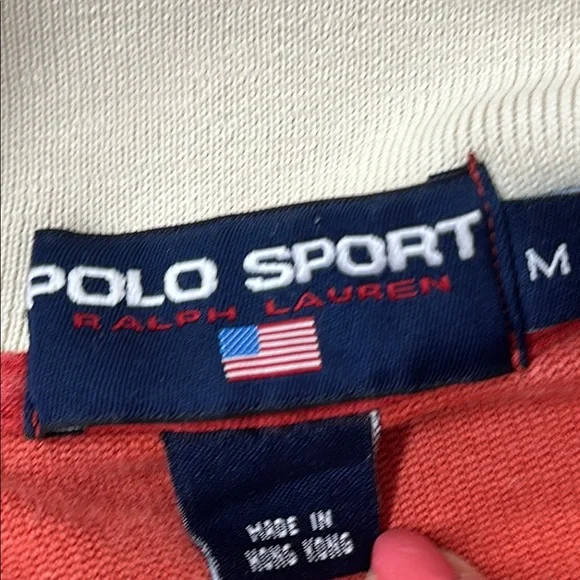 POLO SPORT
RALPH LAUREN
M
MADE IN
HONG KONG